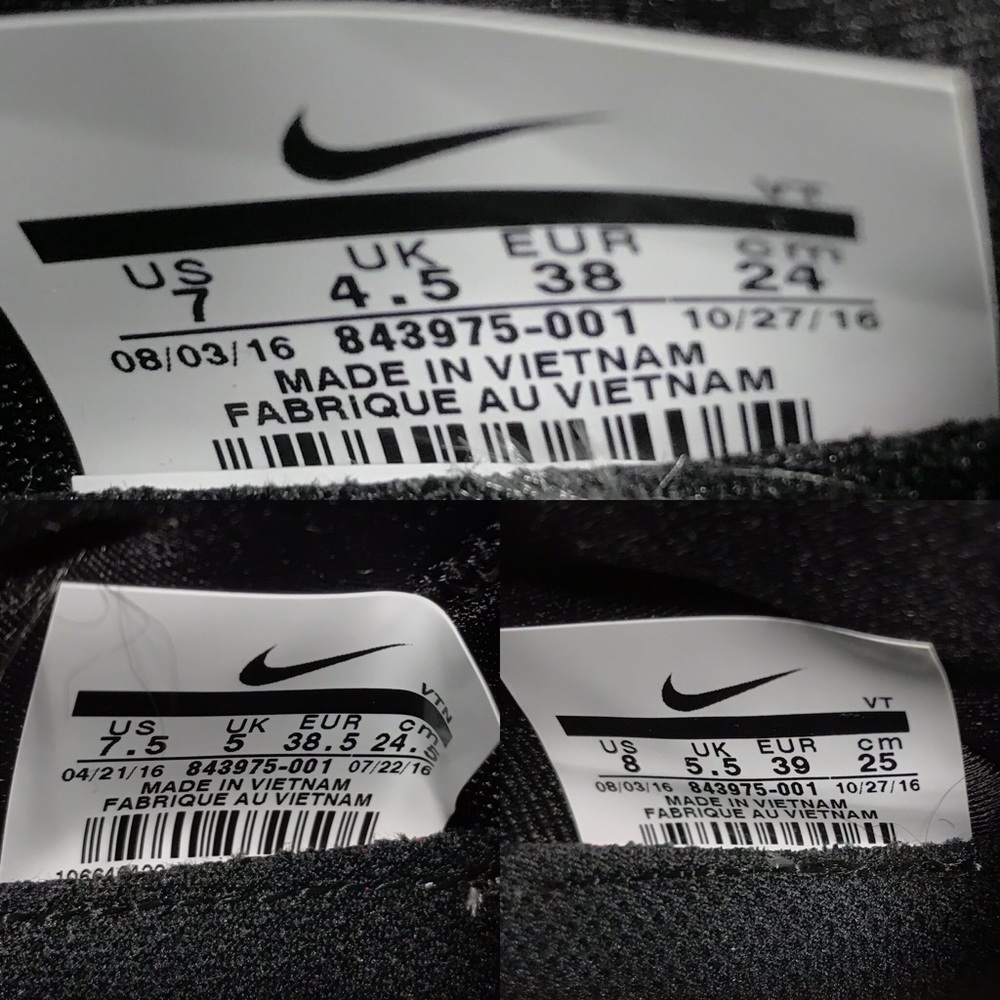 VT
US UK EUR cm
7 4.5 38 24
08/03/16 843975-001 10/27/16
MADE IN VIETNAM
FABRIQUE AU VIETNAM
VTN
US UK EUR cm
7.5 5 38.5 24.5
04/21/16 843975-001 07/22/16
MADE IN VIETNAM
FABRIQUE AU VIETNAM
VT
US UK EUR cm
8 5.5 39 25
08/03/16 843975-001 10/27/16
MADE IN VIETNAM
FABRIQUE AU VIETNAM